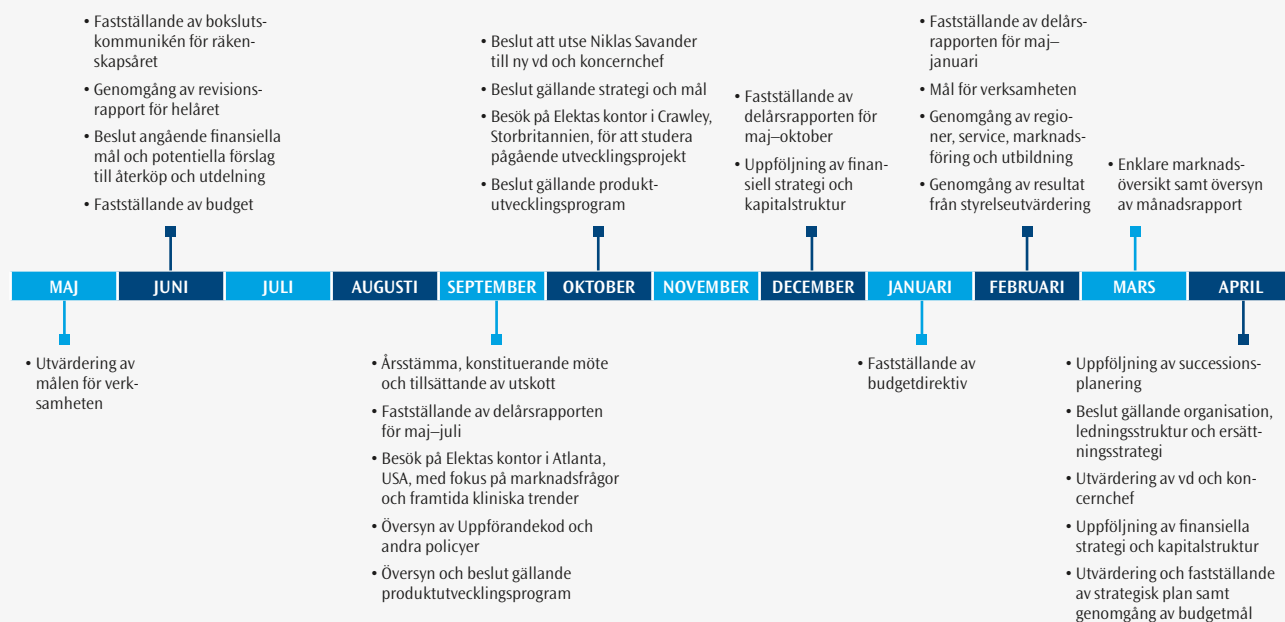 • Fastställande av boksluts-
kommunikén för räken-
skapsåret
• Genomgång av revisions-
rapport för helåret
• Beslut angående finansiella
mål och potentiella förslag
till återköp och utdelning
• Fastställande av budget
• Beslut att utse Niklas Savander
till ny vd och koncernchef
• Beslut gällande strategi och mål
• Besök på Elektas kontor i Crawley,
Storbritannien, för att studera
pågående utvecklingsprojekt
• Beslut gällande produkt-
utvecklingsprogram
• Fastställande av
delårsrapporten för
maj–oktober
• Uppföljning av finan-
siell strategi och
kapitalstruktur
• Fastställande av delårs-
rapporten för maj–
januari
• Mål för verksamheten
• Genomgång av regio-
ner, service, marknads-
föring och utbildning
• Genomgång av resultat
från styrelseutvärdering
• Enklare marknads-
översikt samt översyn
av månadsrapport
MAJ JUNI JULI AUGUSTI SEPTEMBER OKTOBER NOVEMBER DECEMBER JANUARI FEBRUARI MARS APRIL
• Utvärdering av
målen för verk-
samheten
• Årsstämma, konstituerande möte
och tillsättande av utskott
• Fastställande av delårsrapporten
för maj–juli
• Besök på Elektas kontor i Atlanta,
USA, med fokus på marknadsfrågor
och framtida kliniska trender
• Översyn av Uppförandekod och
andra policyer
• Översyn och beslut gällande
produktutvecklingsprogram
• Fastställande av
budgetdirektiv
• Uppföljning av successions-
planering
• Beslut gällande organisation,
ledningsstruktur och ersätt-
ningsstrategi
• Utvärdering av vd och kon-
cernchef
• Uppföljning av finansiella
strategi och kapitalstruktur
• Utvärdering och fastställande
av strategisk plan samt
genomgång av budgetmål